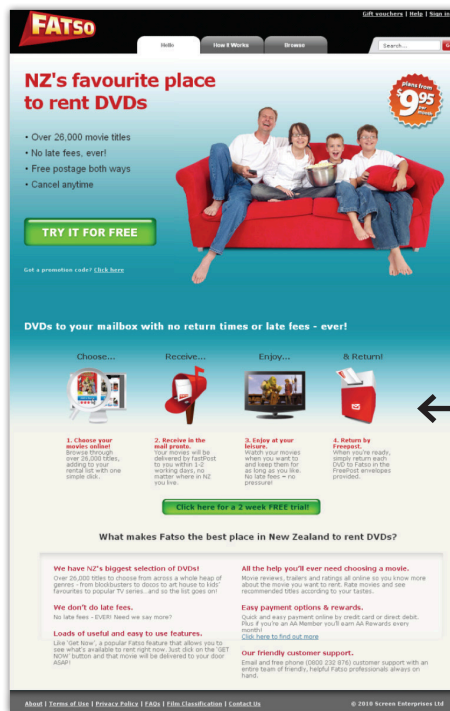 FATSO
Gift vouchers | Help | Sign in
Hello
How it Works
Browse
Search...
NZ's favourite place
to rent DVDs
plans from
$9.95
per
month
• Over 26,000 movie titles
• No late fees, ever!
• Free postage both ways
• Cancel anytime
TRY IT FOR FREE
Got a promotion code? Click here
DVDs to your mailbox with no return times or late fees - ever!
Choose...
Receive...
Enjoy...
& Return!
1. Choose your
movies online!
Browse through
over 26,000 titles,
adding to your
rental list with one
simple click.
2. Receive in the
mail pronto.
Your movies will be
delivered by fastPost
to you within 1-2
working days, no
matter where in NZ
you live.
3. Enjoy at your
leisure.
Watch your movies
when you want to
and keep them for
as long as you like.
No late fees = no
pressure!
4. Return by
Freepost.
When you're ready,
simply return each
DVD to Fatso in the
FreePost envelopes
provided.
Click here for a 2 week FREE trial!
What makes Fatso the best place in New Zealand to rent DVDs?
We have NZ's biggest selection of DVDs!
Over 26,000 titles to choose from across a whole heap of
genres - from blockbusters to docos to art house to kids'
favourites to popular TV series...and so the list goes on!
We don't do late fees.
No late fees - EVER! Need we say more?
Loads of useful and easy to use features.
Like 'Get Now', a popular Fatso feature that allows you to
see what's available to rent right now. Just click on the 'GET
NOW' button and that movie will be delivered to your door
ASAP!
All the help you'll ever need choosing a movie.
Movie reviews, trailers and ratings all online so you know more
about the movie you want to rent. Rate movies and see
recommended titles according to your tastes.
Easy payment options & rewards.
Quick and easy payment online by credit card or direct debit.
Plus if you're an AA Member you'll earn AA Rewards every
month!
Click here to find out more
Our friendly customer support.
Email and free phone (0800 232 876) customer support with an
entire team of friendly, helpful Fatso professionals always on
hand.
About | Terms of Use | Privacy Policy | FAQs | Film Classification | Contact Us
© 2010 Screen Enterprises Ltd